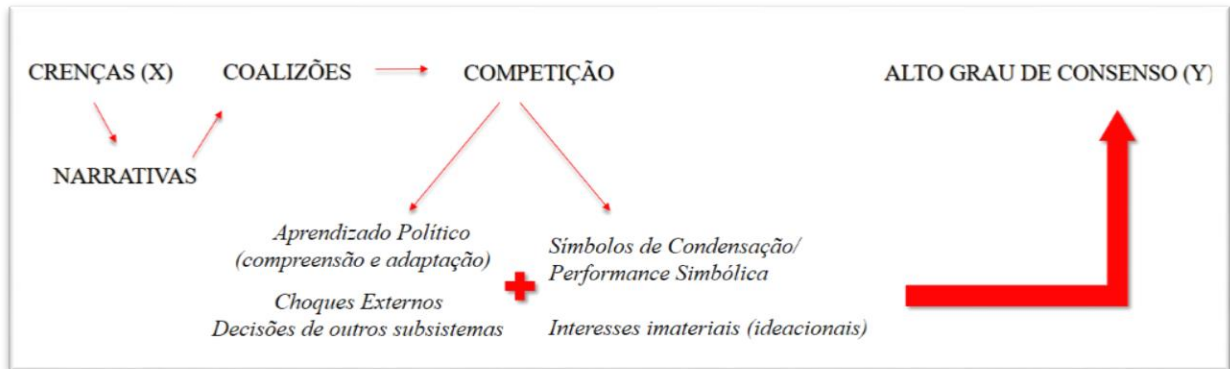 CRENÇAS (X)
COALIZÕES
COMPETIÇÃO
ALTO GRAU DE CONSENSO (Y)
NARRATIVAS
Aprendizado Político
(compreensão e adaptação)
Choques Externos
Decisões de outros subsistemas
Símbolos de Condensação/
Performance Simbólica
Interesses imateriais (ideacionais)